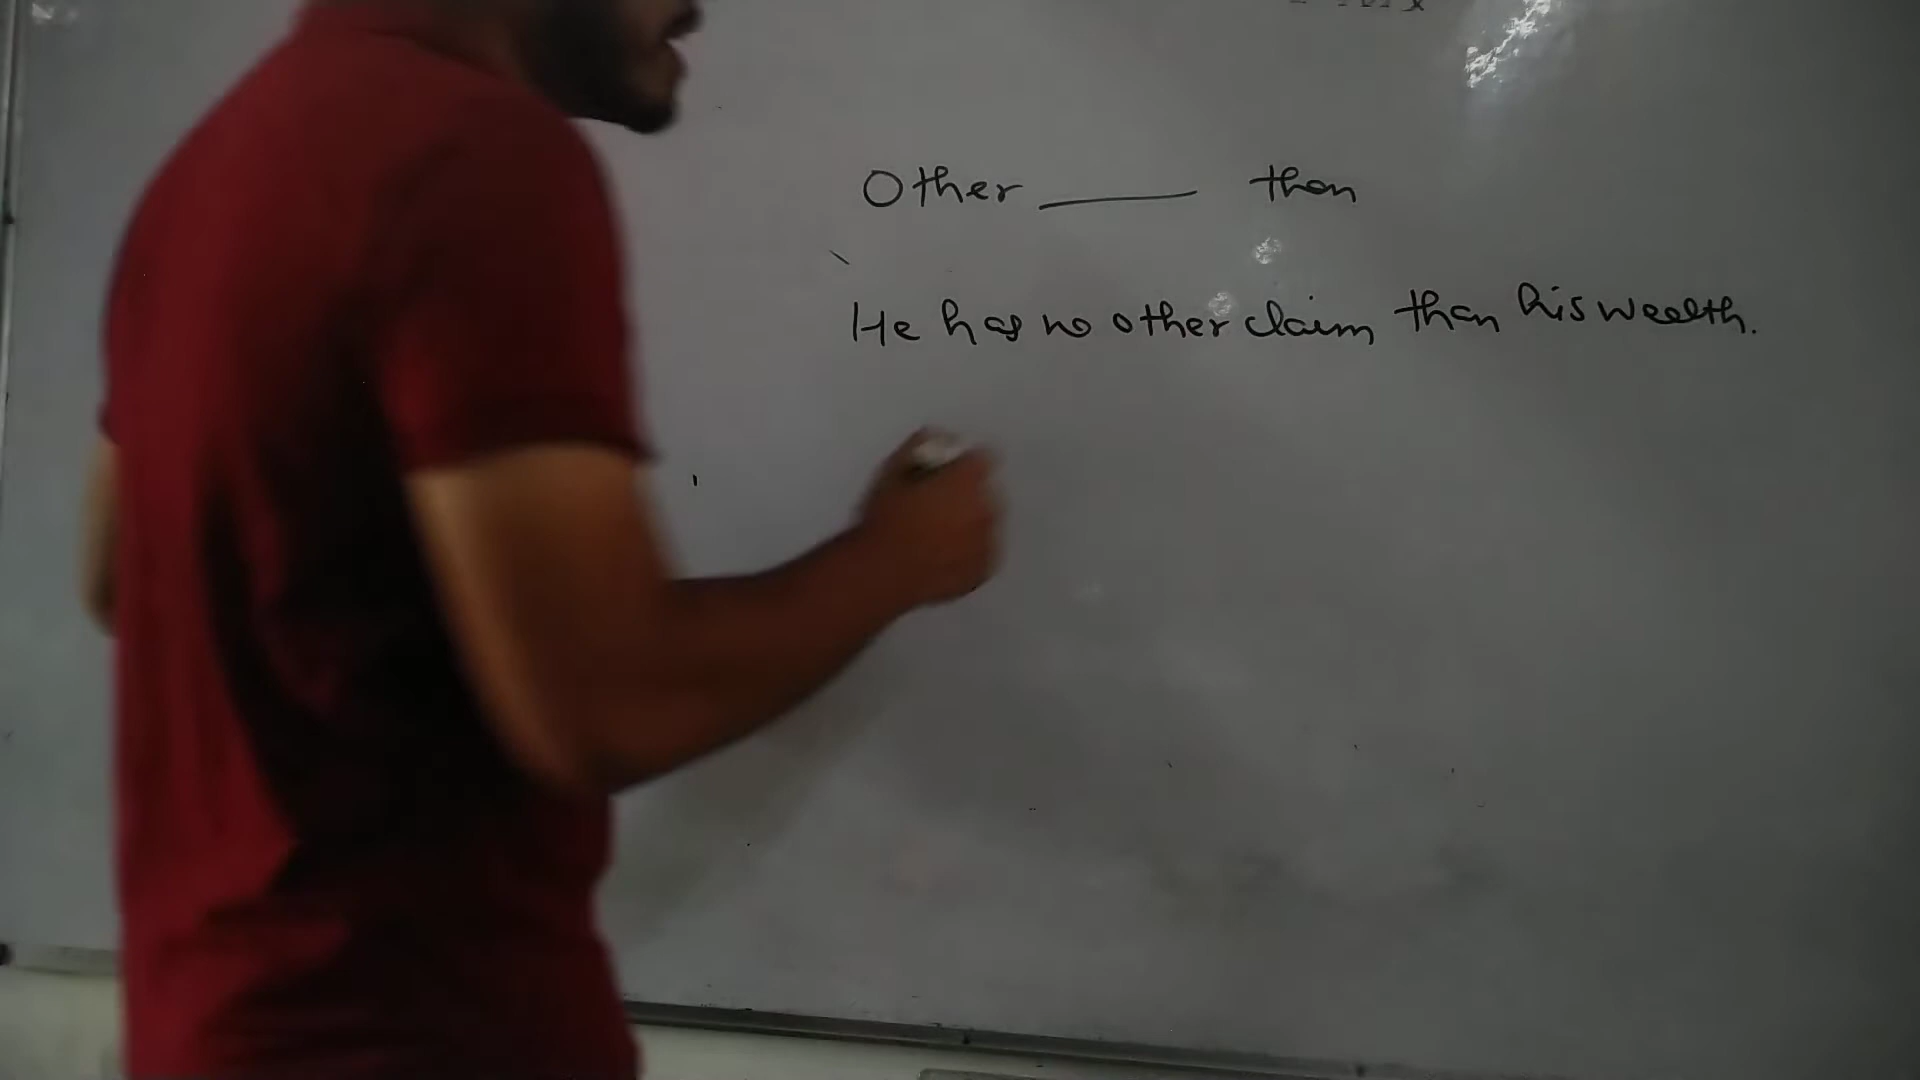 Other ____ than
He has no other claim than his wealth.